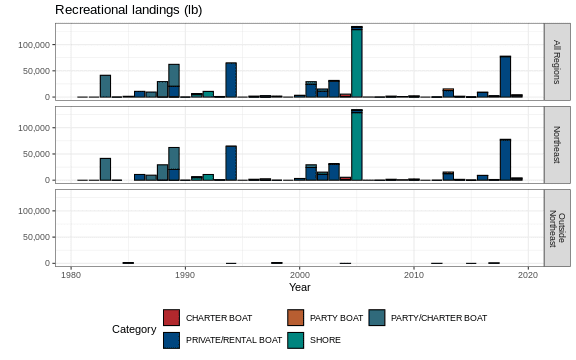 Recreational landings (lb)
100,000
50,000
0
All Regions
100,000
50,000
0
Northeast
100,000
50,000
0
Outside
Northeast
1980 1990 2000 2010 2020
Year
Category
CHARTER BOAT PARTY BOAT PARTY/CHARTER BOAT
PRIVATE/RENTAL BOAT SHORE